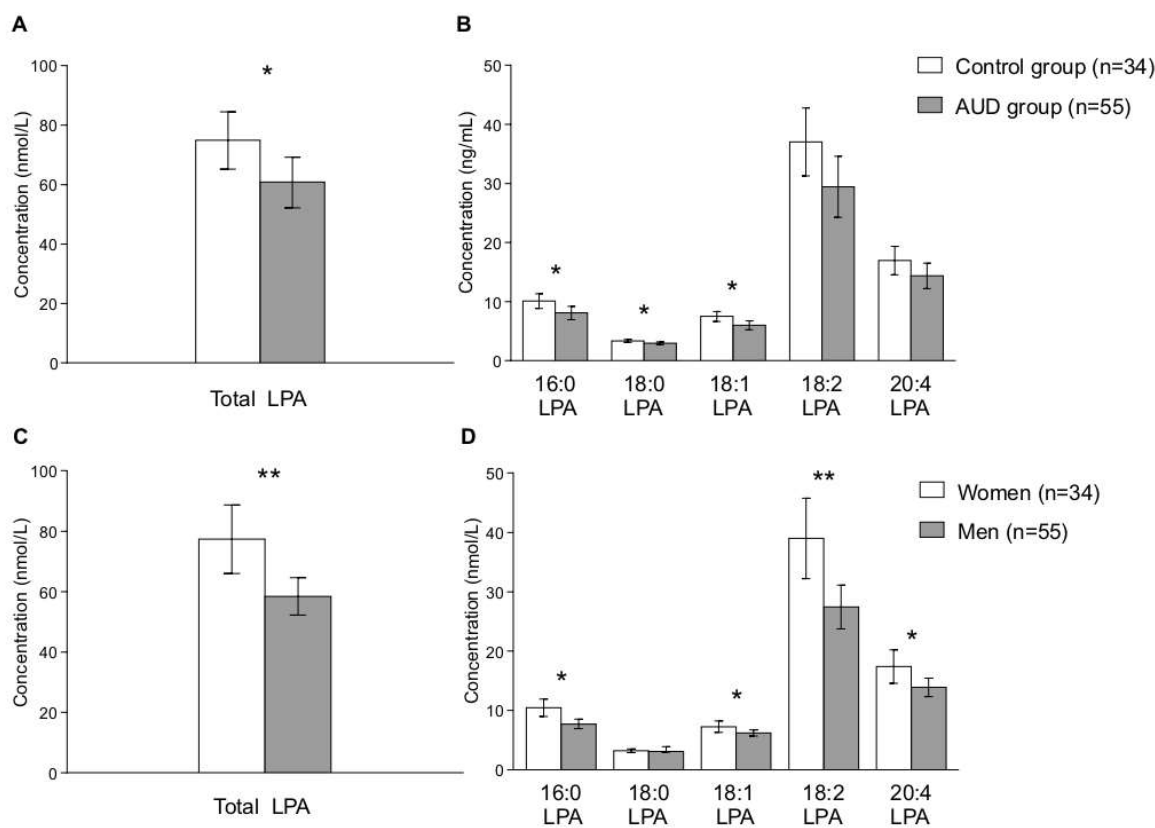 A
Concentration (nmol/L)
100
80
60
40
20
0
*
Total LPA
B
Concentration (ng/mL)
50
40
30
20
10
0
*
*
*
16:0
LPA
18:0
LPA
18:1
LPA
18:2
LPA
20:4
LPA
Control group (n=34)
AUD group (n=55)
C
Concentration (nmol/L)
100
80
60
40
20
0
**
Total LPA
D
Concentration (nmol/L)
50
40
30
20
10
0
*
*
**
*
16:0
LPA
18:0
LPA
18:1
LPA
18:2
LPA
20:4
LPA
Women (n=34)
Men (n=55)